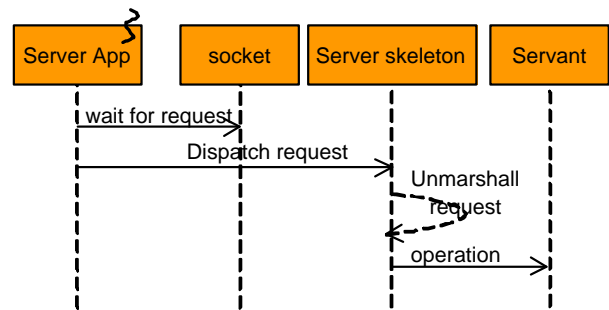 Server App
socket
Server skeleton
Servant
wait for request
Dispatch request
Unmarshall
request
operation